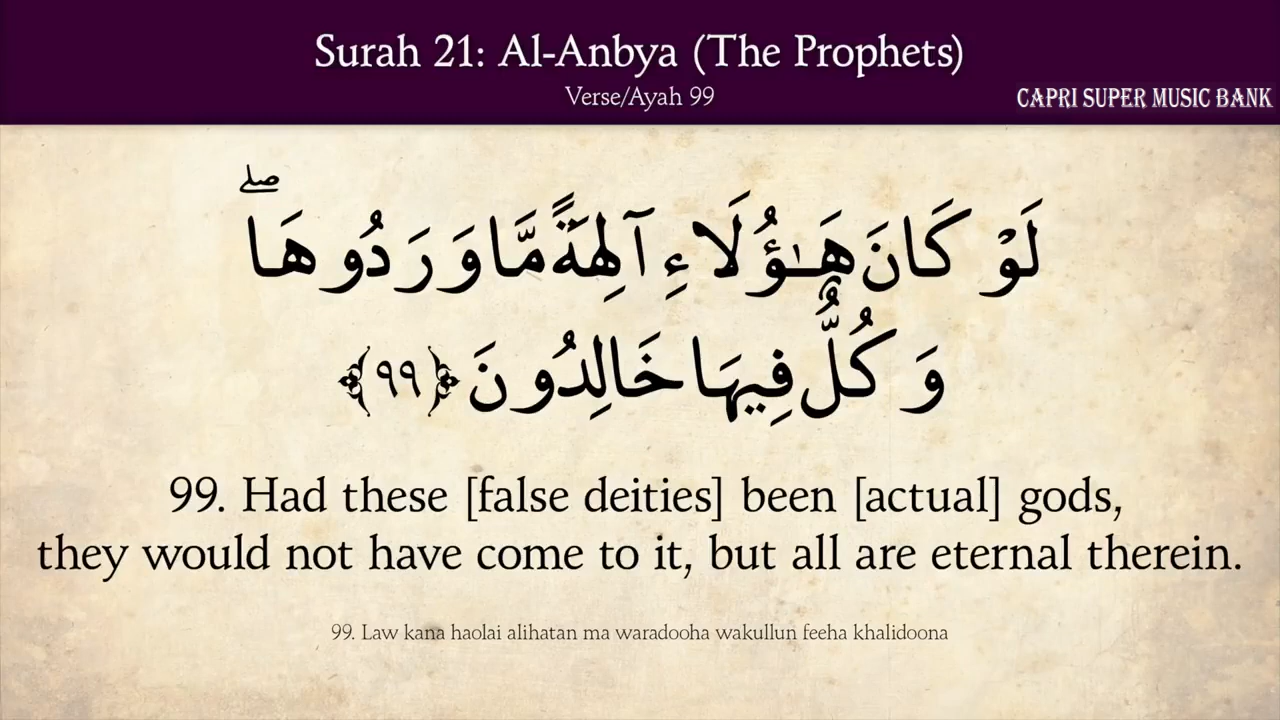 Surah 21: Al-Anbya (The Prophets)
Verse/Ayah 99
CAPRI SUPER MUSIC BANK
لَوْ كَانَ هَـٰؤُلَاءِ آلِهَةً مَّا وَرَدُوهَا ۖ
وَكُلٌّ فِيهَا خَالِدُونَ ﴿٩٩﴾
99. Had these [false deities] been [actual] gods,
they would not have come to it, but all are eternal therein.
99. Law kana haolai alihatan ma waradooha wakullun feeha khalidoona